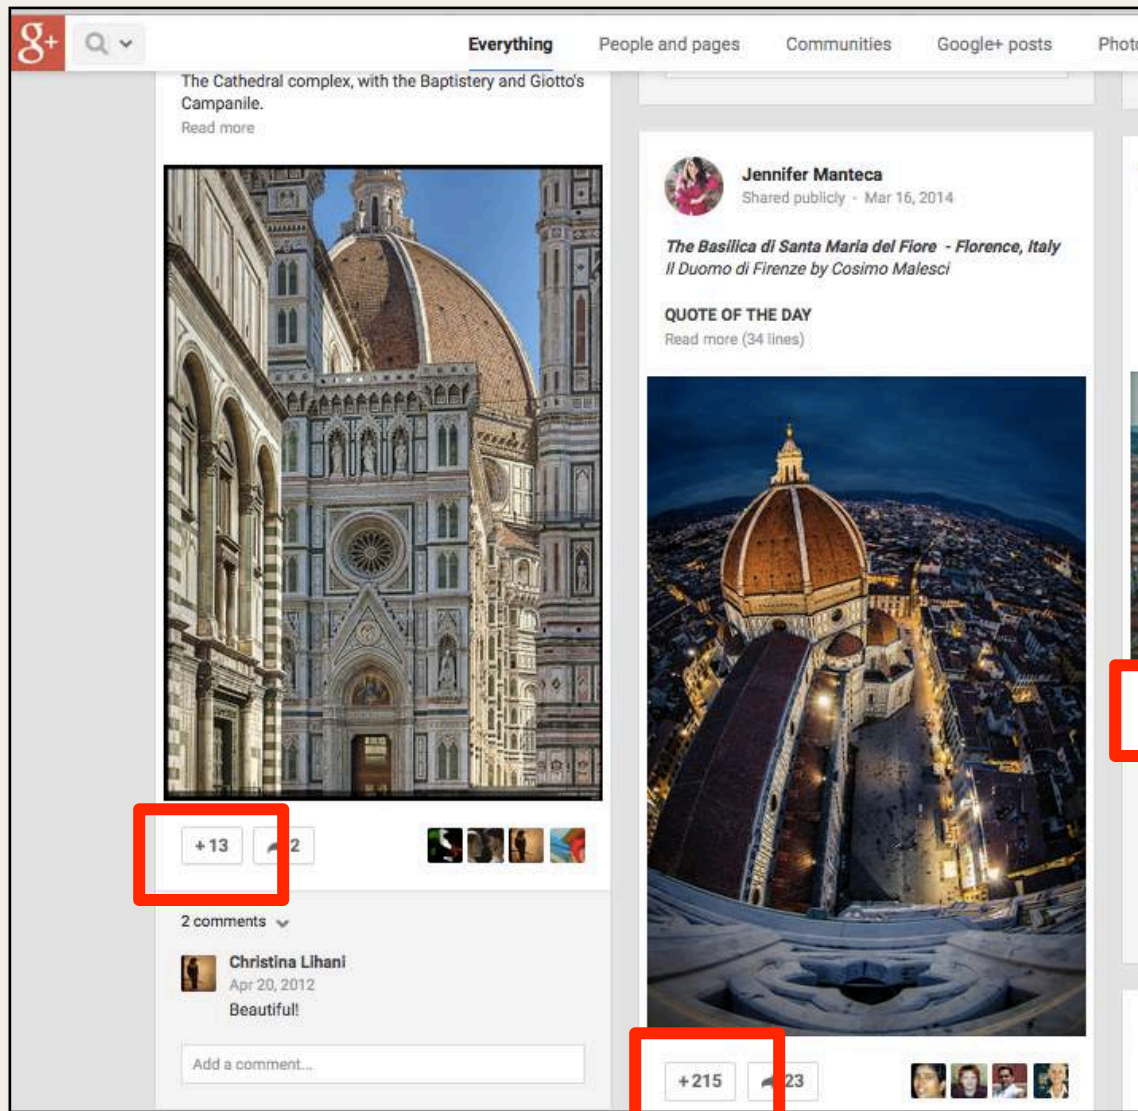 g+
Everything People and pages Communities Google+ posts
The Cathedral complex, with the Baptistery and Giotto's
Campanile.
Read more
+13 2
2 comments
Christina Lihani
Apr 20, 2012
Beautiful!
Add a comment...
Jennifer Manteca
Shared publicly - Mar 16, 2014
The Basilica di Santa Maria del Fiore - Florence, Italy
Il Duomo di Firenze by Cosimo Malesci
QUOTE OF THE DAY
Read more (34 lines)
+215 23